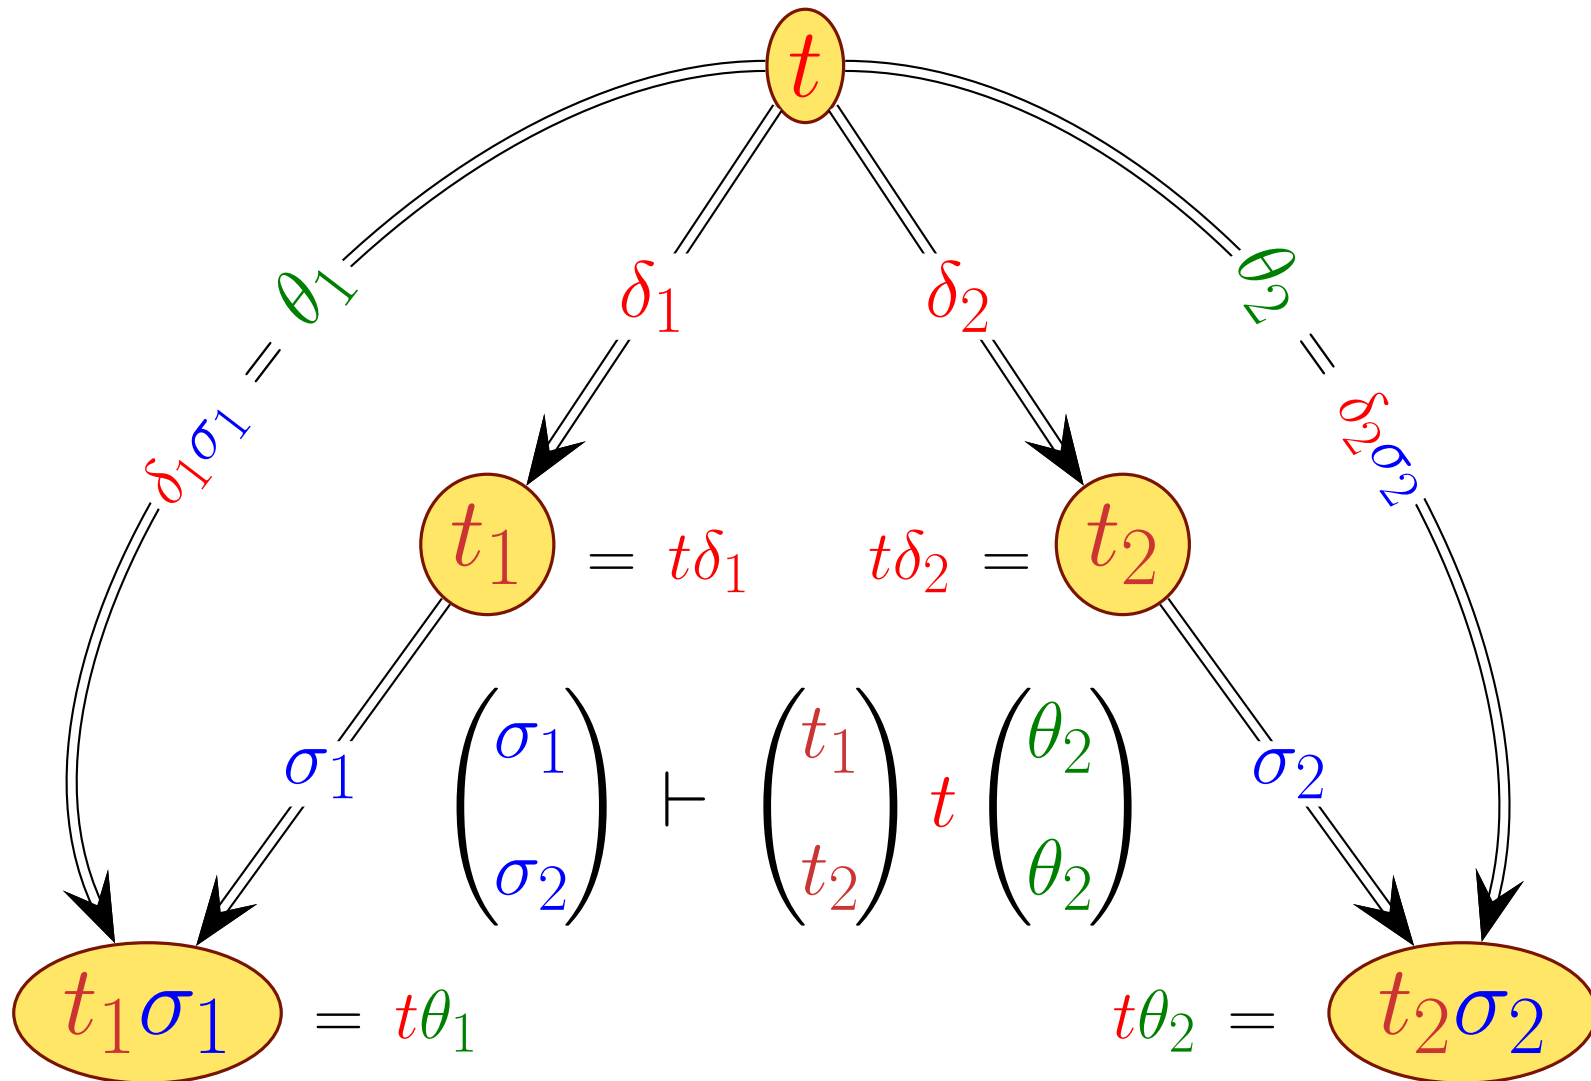 t
θ₁ = δ₁σ₁
δ₁
δ₂
θ₂ = δ₂σ₂
t₁ = tδ₁
tδ₂ = t₂
σ₁
(σ₁ σ₂) ⊢ (t₁ t₂) t (θ₂ θ₂)
σ₂
t₁σ₁ = tθ₁
tθ₂ = t₂σ₂